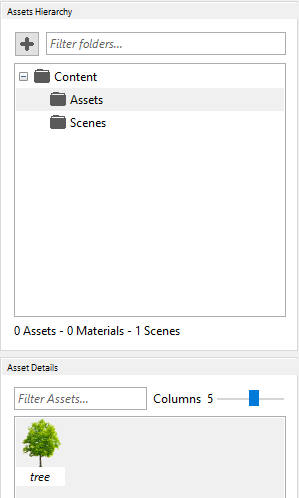 Assets Hierarchy
Filter folders...
Content
Assets
Scenes
0 Assets - 0 Materials - 1 Scenes
Asset Details
Filter Assets... Columns 5
tree